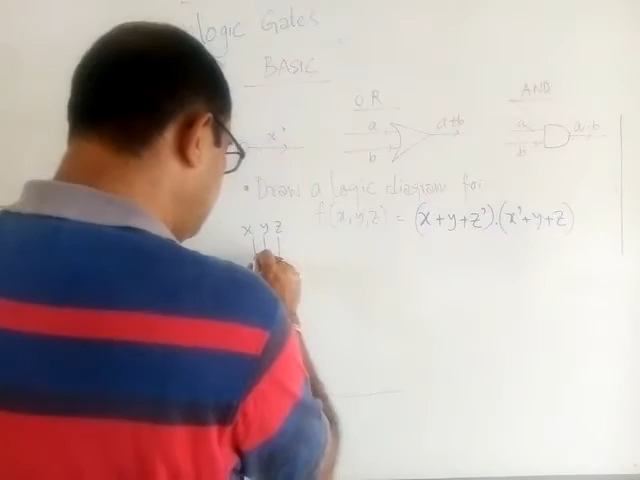 logic Gates
BASIC
OR
AND
x'
a
b
a+b
a
b
a.b
• Draw a logic diagram for
f(x,y,z) = (x+y+z').(x'+y+z)
x y z